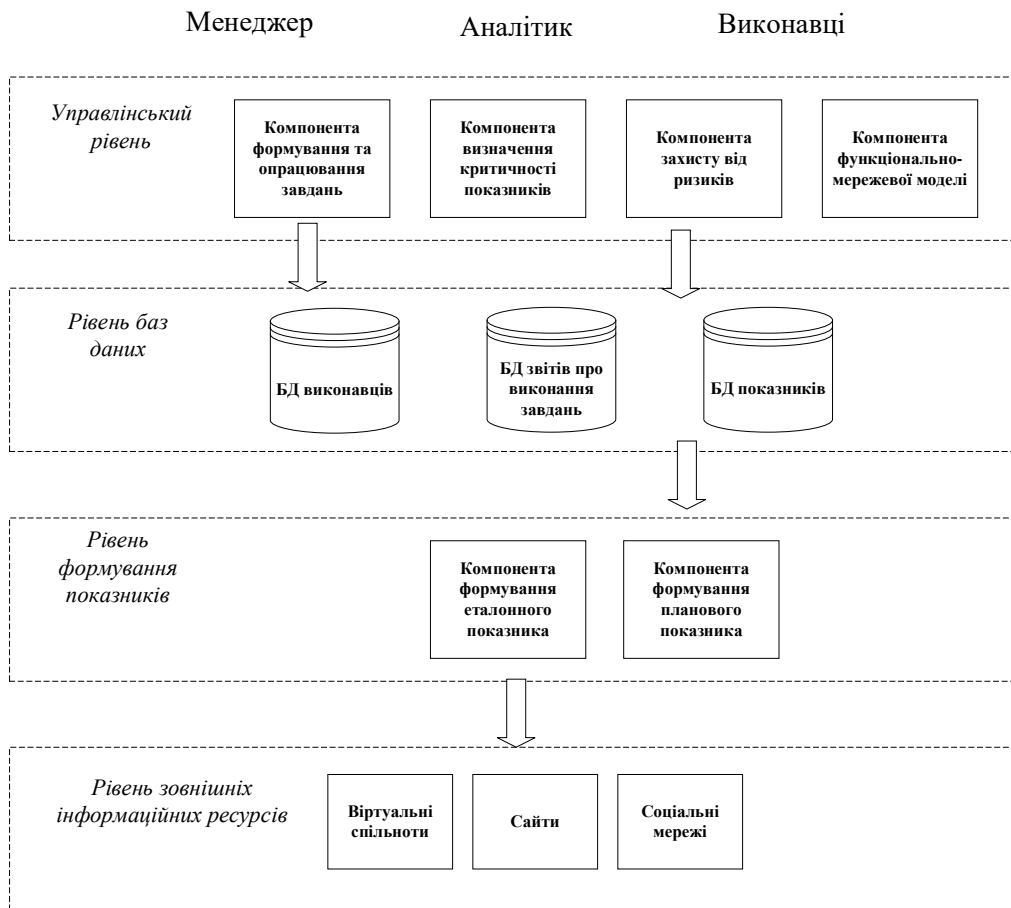 Менеджер
Аналітик
Виконавці
Управлінський
рівень
Компонента
формування та
опрацювання
завдань
Компонента
визначення
критичності
показників
Компонента
захисту від
ризиків
Компонента
функціонально-
мережевої моделі
Рівень баз
даних
БД виконавців
БД звітів про
виконання
завдань
БД показників
Рівень
формування
показників
Компонента
формування
еталонного
показника
Компонента
формування
планового
показника
Рівень зовнішніх
інформаційних ресурсів
Віртуальні
спільноти
Сайти
Соціальні
мережі